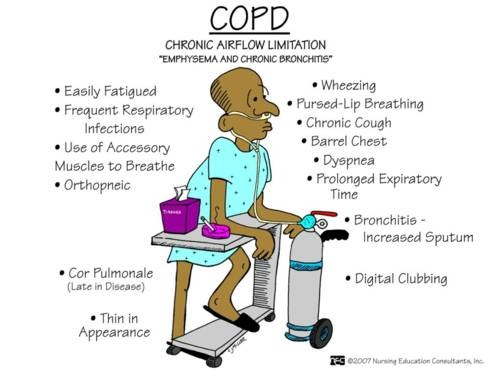 COPD
CHRONIC AIRFLOW LIMITATION
"EMPHYSEMA AND CHRONIC BRONCHITIS"
• Easily Fatigued
• Frequent Respiratory
Infections
• Use of Accessory
Muscles to Breathe
• Orthopneic
• Wheezing
• Pursed-Lip Breathing
• Chronic Cough
• Barrel Chest
• Dyspnea
• Prolonged Expiratory
Time
• Bronchitis -
Increased Sputum
• Digital Clubbing
TISSUES
• Cor Pulmonale
(Late in Disease)
• Thin in
Appearance
NEC ©2007 Nursing Education Consultants, Inc.